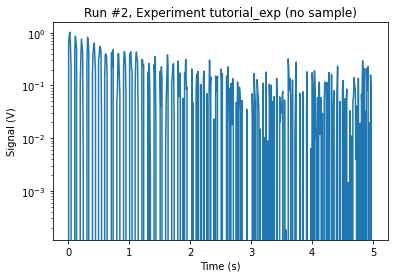 Run #2, Experiment tutorial_exp (no sample)
Signal (V)
10⁰
10⁻¹
10⁻²
10⁻³
0 1 2 3 4 5
Time (s)